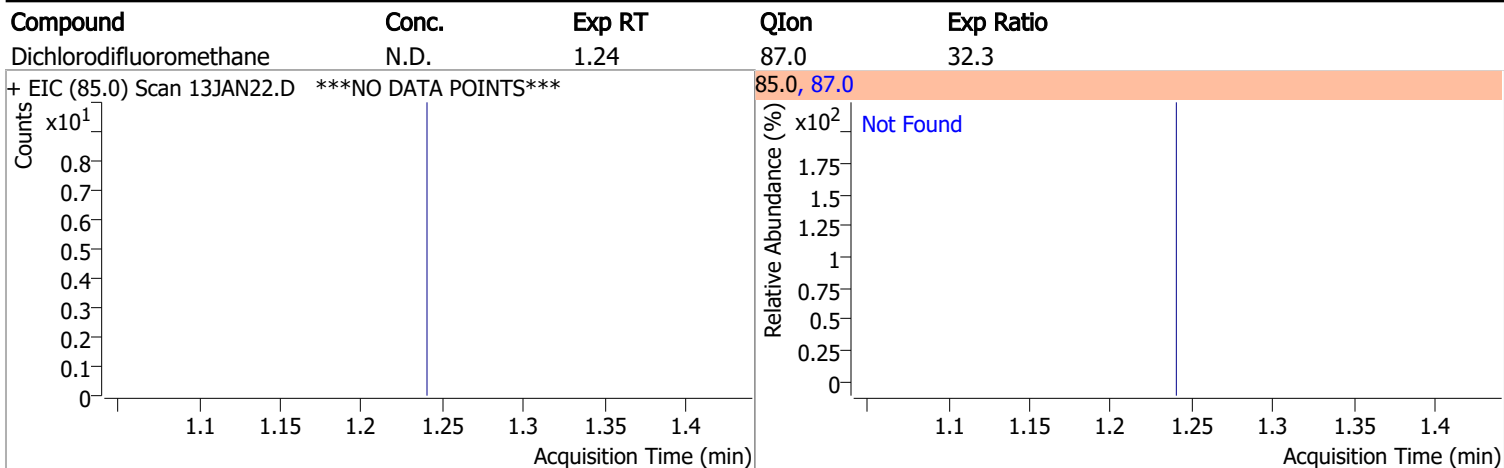 Compound Conc. Exp RT QIon Exp Ratio
Dichlorodifluoromethane N.D. 1.24 87.0 32.3
+ EIC (85.0) Scan 13JAN22.D ***NO DATA POINTS***
Counts
x10¹
0.8
0.7
0.6
0.5
0.4
0.3
0.2
0.1
0
1.1 1.15 1.2 1.25 1.3 1.35 1.4
Acquisition Time (min)
85.0, 87.0
Relative Abundance (%)
x10²
Not Found
1.75
1.5
1.25
1
0.75
0.5
0.25
0
1.1 1.15 1.2 1.25 1.3 1.35 1.4
Acquisition Time (min)